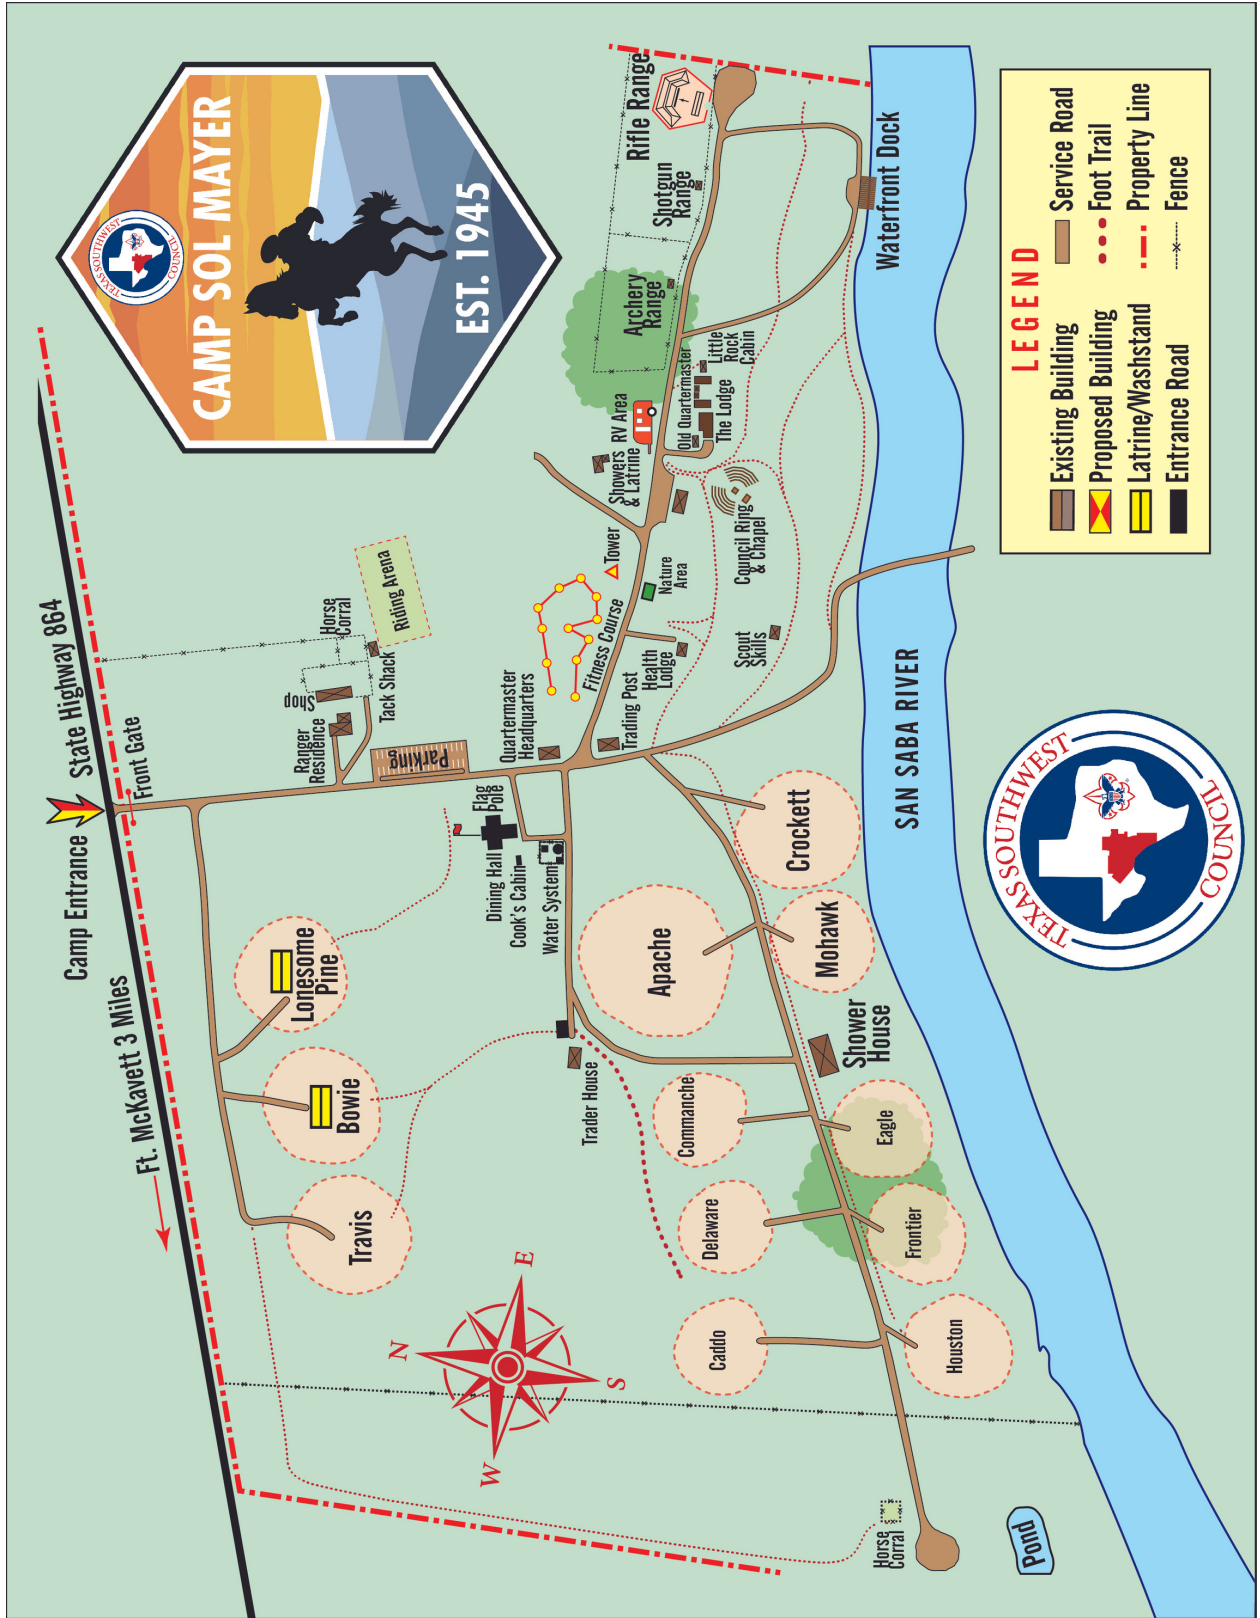 TEXAS SOUTHWEST
COUNCIL
CAMP SOL MAYER
EST. 1945
State Highway 864
Camp Entrance
Front Gate
Ft. McKavett 3 Miles
Ranger
Residence
Shop
Horse
Corral
Tack Shack
Riding Arena
Parking
Quartermaster
Headquarters
Flag
Pole
Dining Hall
Cook's Cabin
Water System
Lonesome
Pine
Bowie
Travis
Trader House
Fitness Course
Tower
Trading Post
Health
Lodge
Nature
Area
Scout
Skills
Showers
& Latrine
RV Area
Old Quartermaster
The Lodge
Little
Rock
Cabin
Council Ring
& Chapel
Archery
Range
Shotgun
Range
Rifle Range
Waterfront Dock
Apache
Crockett
Mohawk
Shower
House
Commanche
Eagle
Delaware
Frontier
Caddo
Houston
Horse
Corral
Pond
SAN SABA RIVER
N
E
S
W
LEGEND
Existing Building
Proposed Building
Latrine/Washstand
Entrance Road
Service Road
Foot Trail
Property Line
Fence
TEXAS SOUTHWEST
COUNCIL